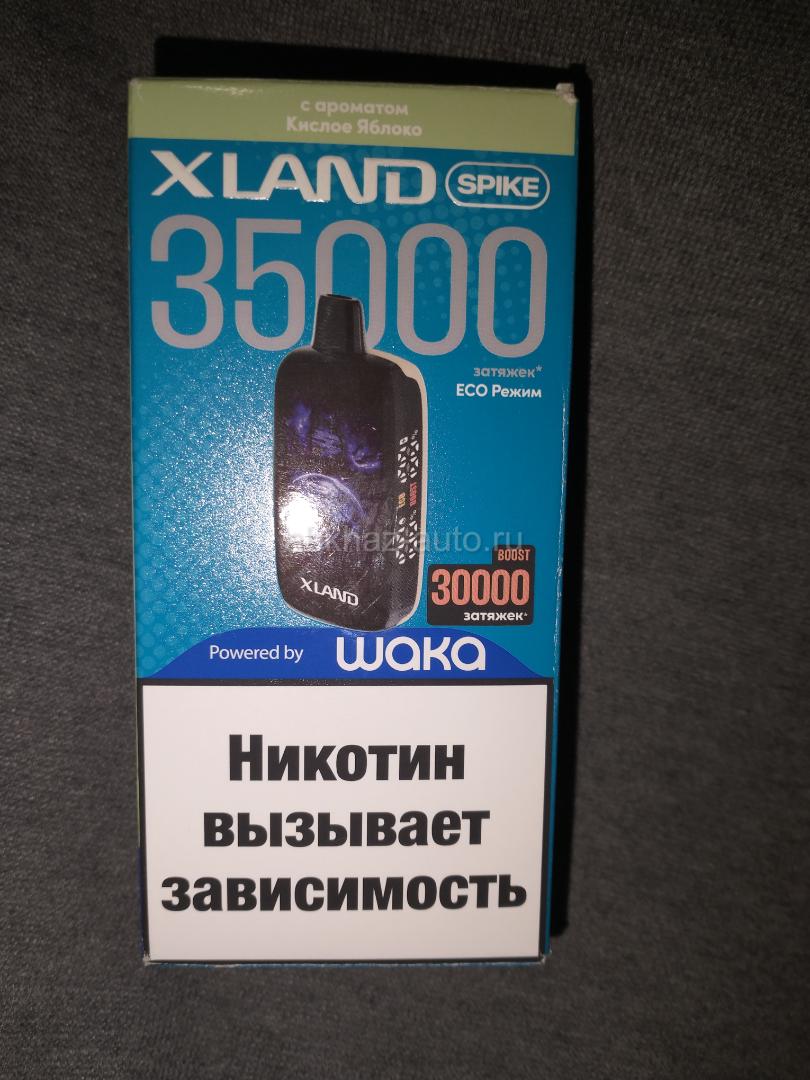 с ароматом
Кислое Яблоко
XLAND SPIKE
35000
затяжек*
ECO Режим
XLAND
BOOST
30000
затяжек*
Powered by waka
Никотин
вызывает
зависимость